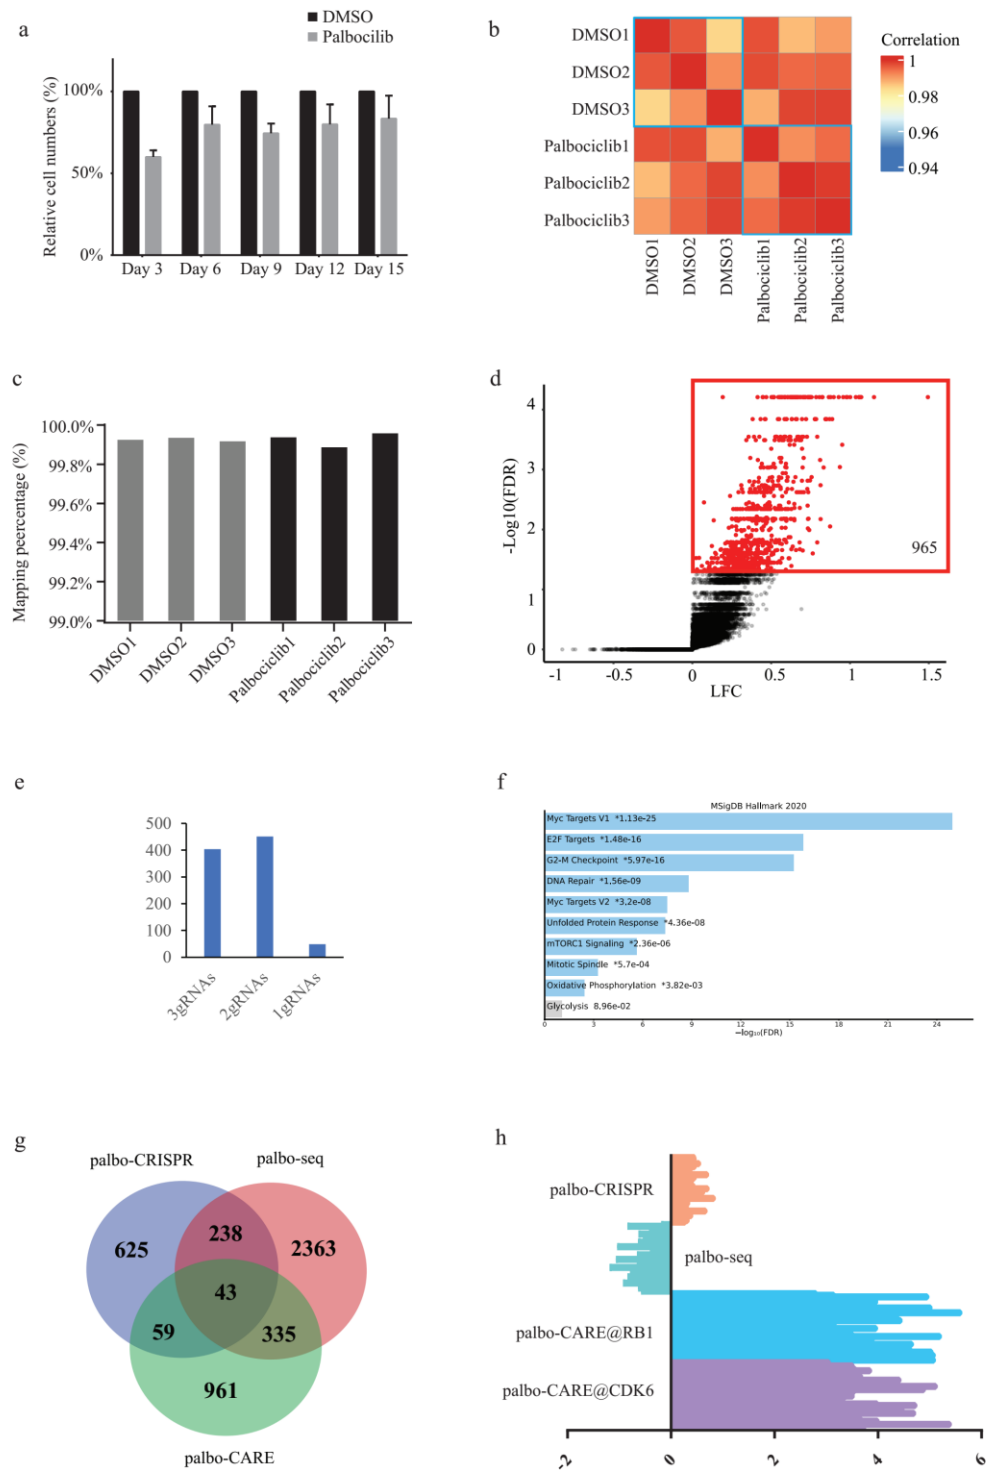 a
DMSO
Palbocilib
Relative cell numbers (%)
100%
50%
0%
Day 3 Day 6 Day 9 Day 12 Day 15
b
DMSO1
DMSO2
DMSO3
Palbociclib1
Palbociclib2
Palbociclib3
DMSO1 DMSO2 DMSO3 Palbociclib1 Palbociclib2 Palbociclib3
Correlation
1
0.98
0.96
0.94
c
Mapping peercentage (%)
100.0%
99.8%
99.6%
99.4%
99.2%
99.0%
DMSO1 DMSO2 DMSO3 Palbociclib1 Palbociclib2 Palbociclib3
d
-Log10(FDR)
4
3
2
1
0
965
-1 -0.5 0 0.5 1 1.5
LFC
e
500
400
300
200
100
0
3gRNAs 2gRNAs 1gRNAs
f
MSigDB Hallmark 2020
Myc Targets V1 *1.13e-25
E2F Targets *1.48e-16
G2-M Checkpoint *5.97e-16
DNA Repair *1.56e-09
Myc Targets V2 *3.2e-08
Unfolded Protein Response *4.36e-08
mTORC1 Signaling *2.36e-06
Mitotic Spindle *5.7e-04
Oxidative Phosphorylation *3.82e-03
Glycolysis 8.96e-02
0 3 6 9 12 15 18 21 24
−log₁₀(FDR)
g
palbo-CRISPR palbo-seq
625 238 2363
43
59 335
961
palbo-CARE
h
palbo-CRISPR
palbo-seq
palbo-CARE@RB1
palbo-CARE@CDK6
-2 0 2 4 6